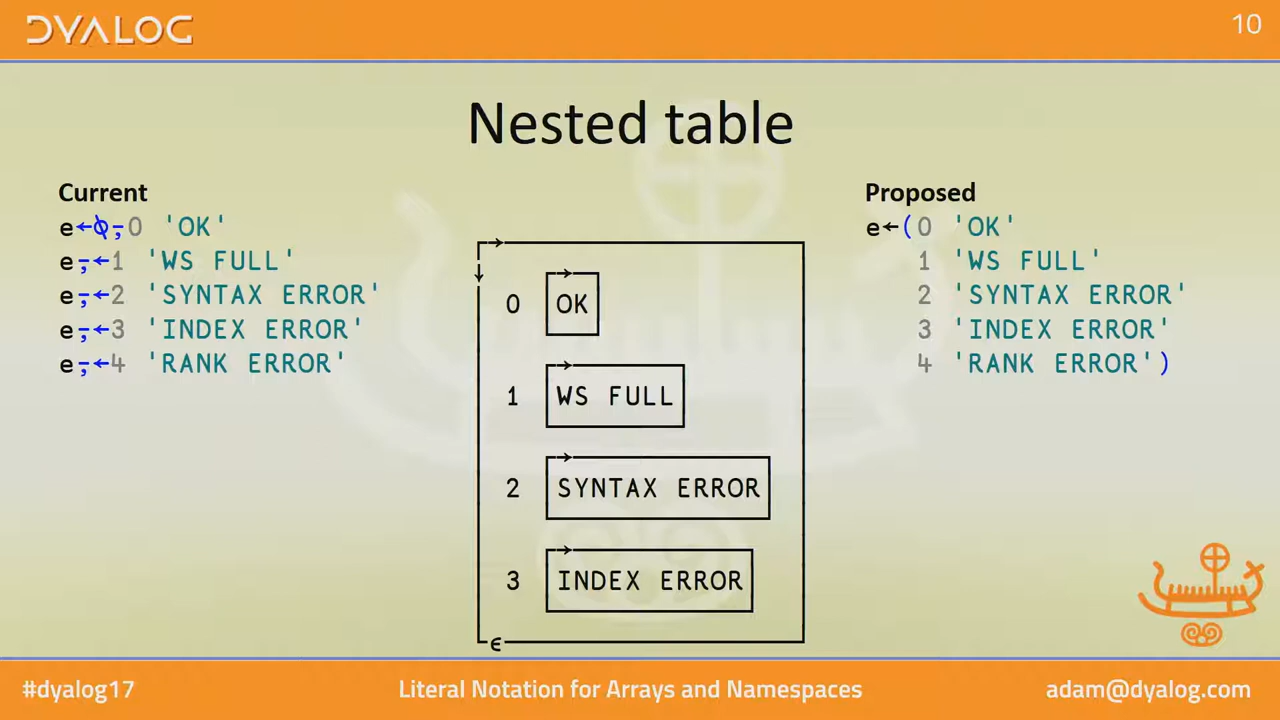 DYALOG
10
Nested table
Current
e←⍉⍪0 'OK'
e⍪←1 'WS FULL'
e⍪←2 'SYNTAX ERROR'
e⍪←3 'INDEX ERROR'
e⍪←4 'RANK ERROR'
0 OK
1 WS FULL
2 SYNTAX ERROR
3 INDEX ERROR
∊
Proposed
e←(0 'OK'
1 'WS FULL'
2 'SYNTAX ERROR'
3 'INDEX ERROR'
4 'RANK ERROR')
#dyalog17
Literal Notation for Arrays and Namespaces
adam@dyalog.com